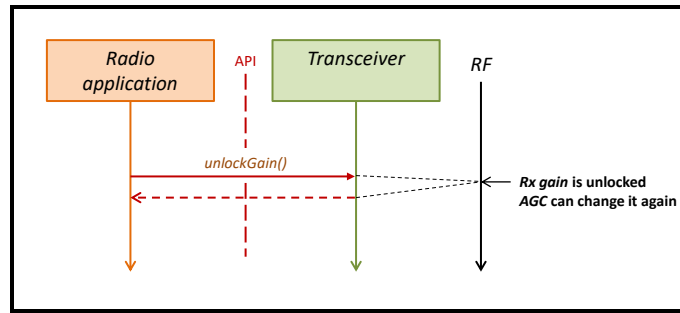 Radio
application
API
Transceiver
RF
unlockGain()
Rx gain is unlocked
AGC can change it again